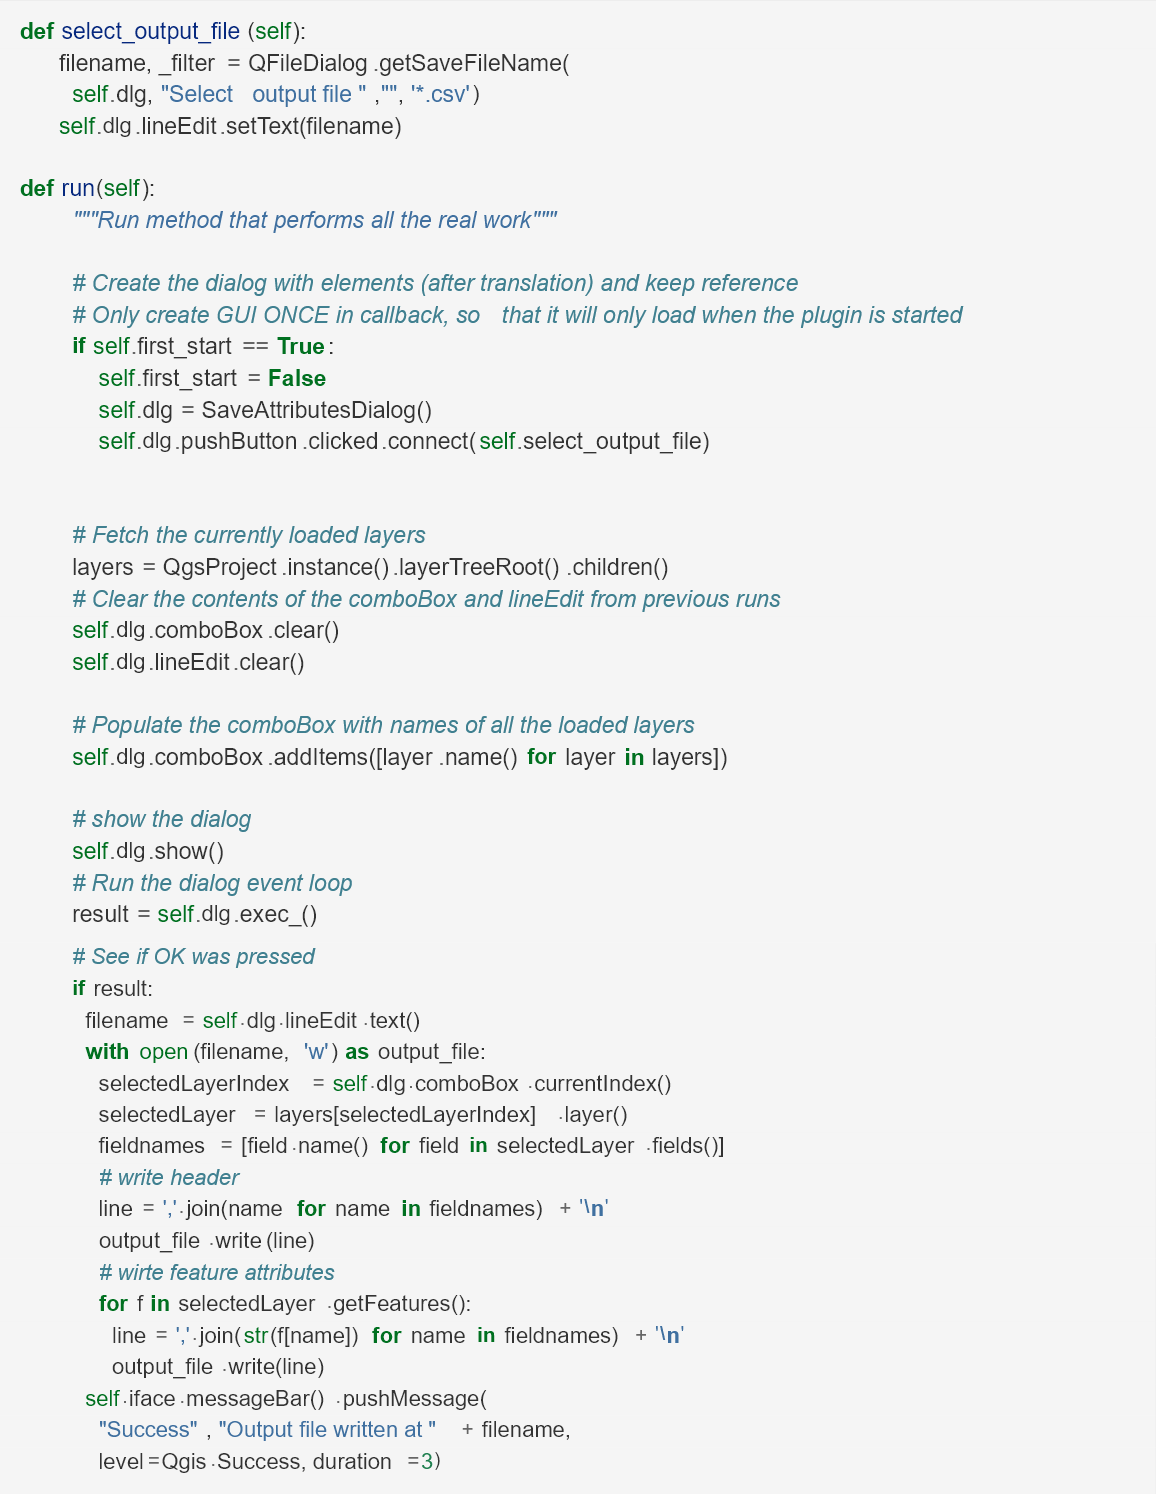 def select_output_file (self):
filename, _filter = QFileDialog .getSaveFileName(
self.dlg, "Select output file " ,"", '*.csv')
self.dlg.lineEdit.setText(filename)
def run(self):
"""Run method that performs all the real work"""
# Create the dialog with elements (after translation) and keep reference
# Only create GUI ONCE in callback, so that it will only load when the plugin is started
if self.first_start == True:
self.first_start = False
self.dlg = SaveAttributesDialog()
self.dlg.pushButton.clicked.connect(self.select_output_file)
# Fetch the currently loaded layers
layers = QgsProject.instance().layerTreeRoot().children()
# Clear the contents of the comboBox and lineEdit from previous runs
self.dlg.comboBox.clear()
self.dlg.lineEdit.clear()
# Populate the comboBox with names of all the loaded layers
self.dlg.comboBox.addItems([layer .name() for layer in layers])
# show the dialog
self.dlg.show()
# Run the dialog event loop
result = self.dlg.exec_()
# See if OK was pressed
if result:
filename = self.dlg.lineEdit.text()
with open(filename, 'w') as output_file:
selectedLayerIndex = self.dlg.comboBox.currentIndex()
selectedLayer = layers[selectedLayerIndex] .layer()
fieldnames = [field.name() for field in selectedLayer .fields()]
# write header
line = ','.join(name for name in fieldnames) + '\n'
output_file .write(line)
# wirte feature attributes
for f in selectedLayer .getFeatures():
line = ','.join(str(f[name]) for name in fieldnames) + '\n'
output_file .write(line)
self.iface.messageBar() .pushMessage(
"Success" , "Output file written at " + filename,
level=Qgis.Success, duration =3)